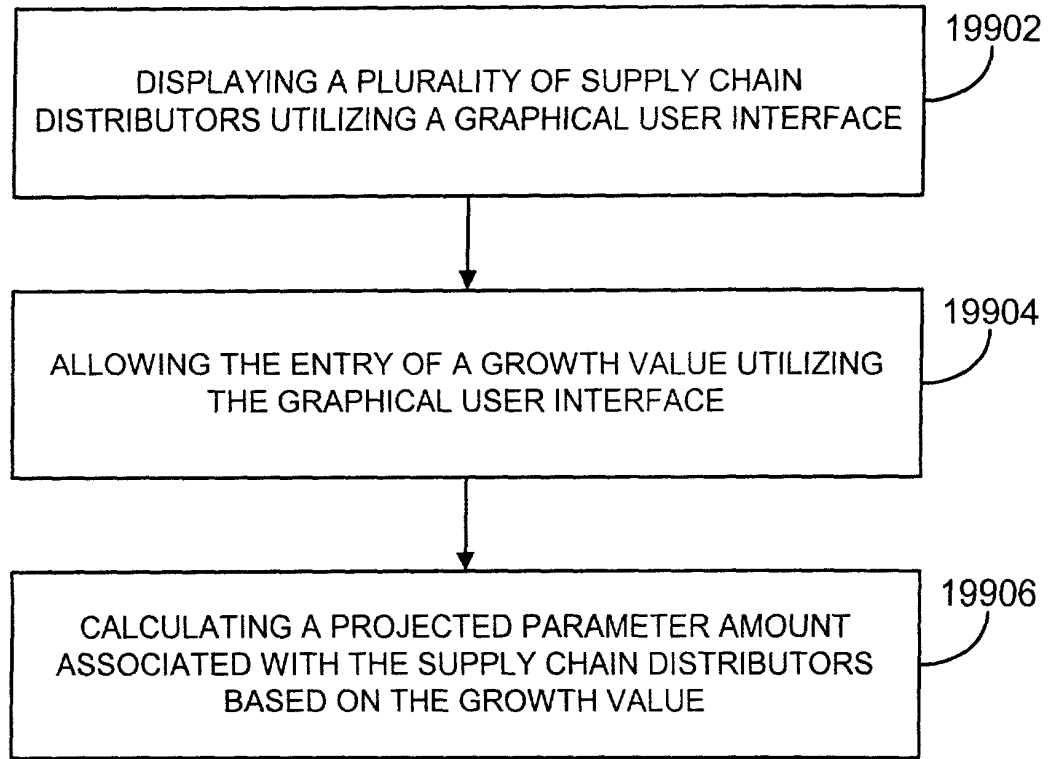 19902
DISPLAYING A PLURALITY OF SUPPLY CHAIN
DISTRIBUTORS UTILIZING A GRAPHICAL USER INTERFACE
19904
ALLOWING THE ENTRY OF A GROWTH VALUE UTILIZING
THE GRAPHICAL USER INTERFACE
19906
CALCULATING A PROJECTED PARAMETER AMOUNT
ASSOCIATED WITH THE SUPPLY CHAIN DISTRIBUTORS
BASED ON THE GROWTH VALUE